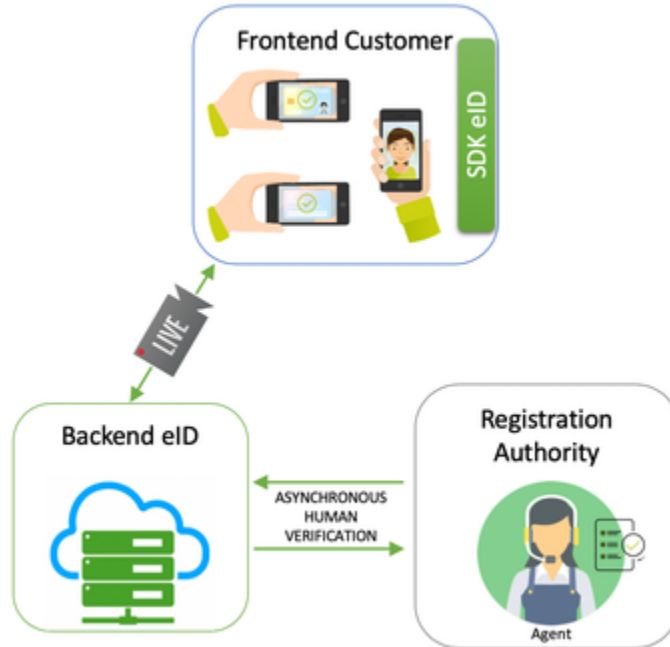 Frontend Customer
SDK eID
LIVE
Backend eID
ASYNCHRONOUS
HUMAN
VERIFICATION
Registration
Authority
Agent